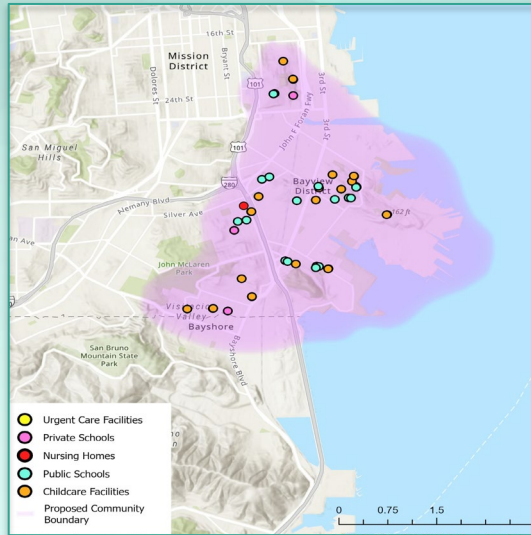 16th St
Mission
District
Bryant St
Dolores St
101
3rd St
24th St
John F Foran Fwy
3rd St
San Miguel
Hills
101
280
Bayview
District
Silver Ave
162 ft
an Ave
John McLaren
Park
Visitacion
Valley
Bayshore
San Bruno
Mountain State
Park
Bayshore Blvd
Urgent Care Facilities
Private Schools
Nursing Homes
Public Schools
Childcare Facilities
Proposed Community
Boundary
0 0.75 1.5